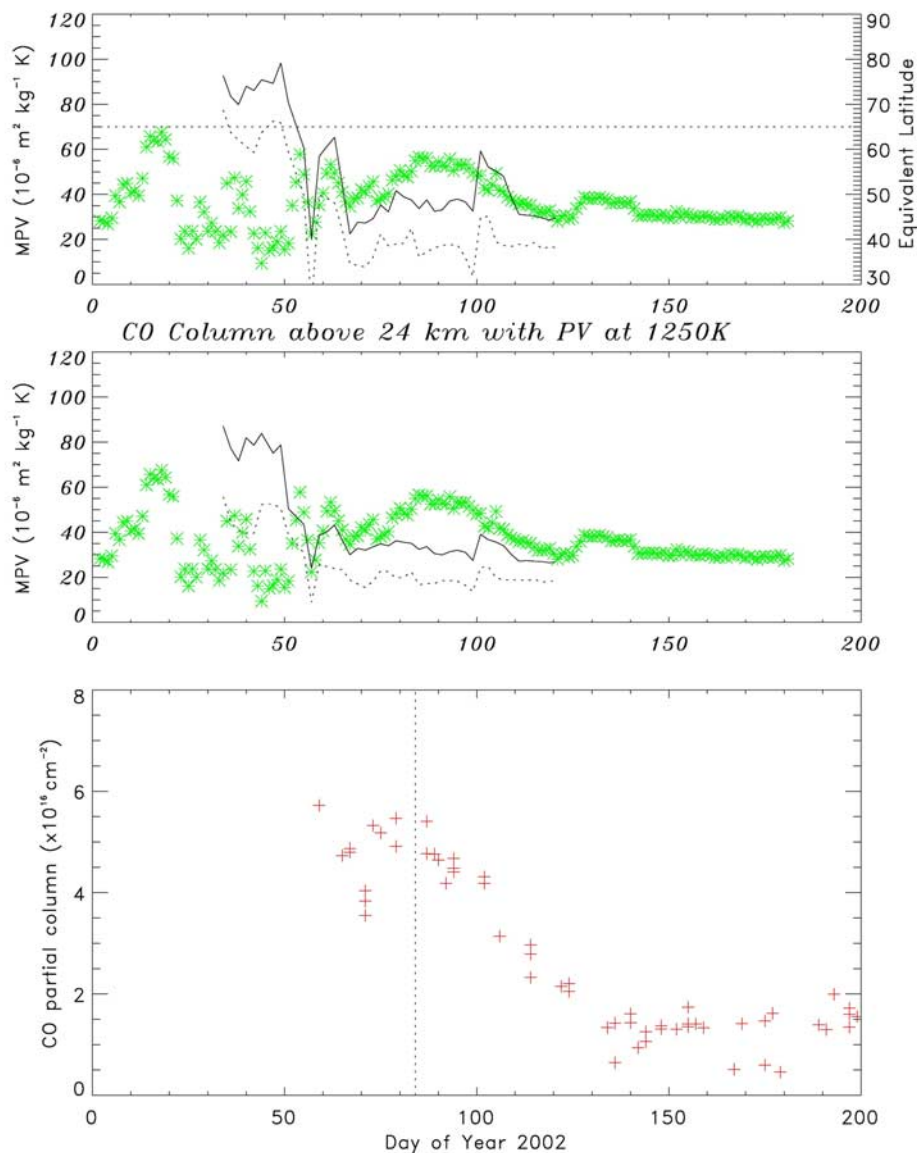 120
100
80
60
40
20
0
MPV (10⁻⁶ m² kg⁻¹ K)
90
80
70
60
50
40
30
Equivalent Latitude
0 50 100 150 200
CO Column above 24 km with PV at 1250K
120
100
80
60
40
20
0
MPV (10⁻⁶ m² kg⁻¹ K)
0 50 100 150 200
8
6
4
2
0
CO partial column (x10¹⁶cm⁻²)
0 50 100 150 200
Day of Year 2002